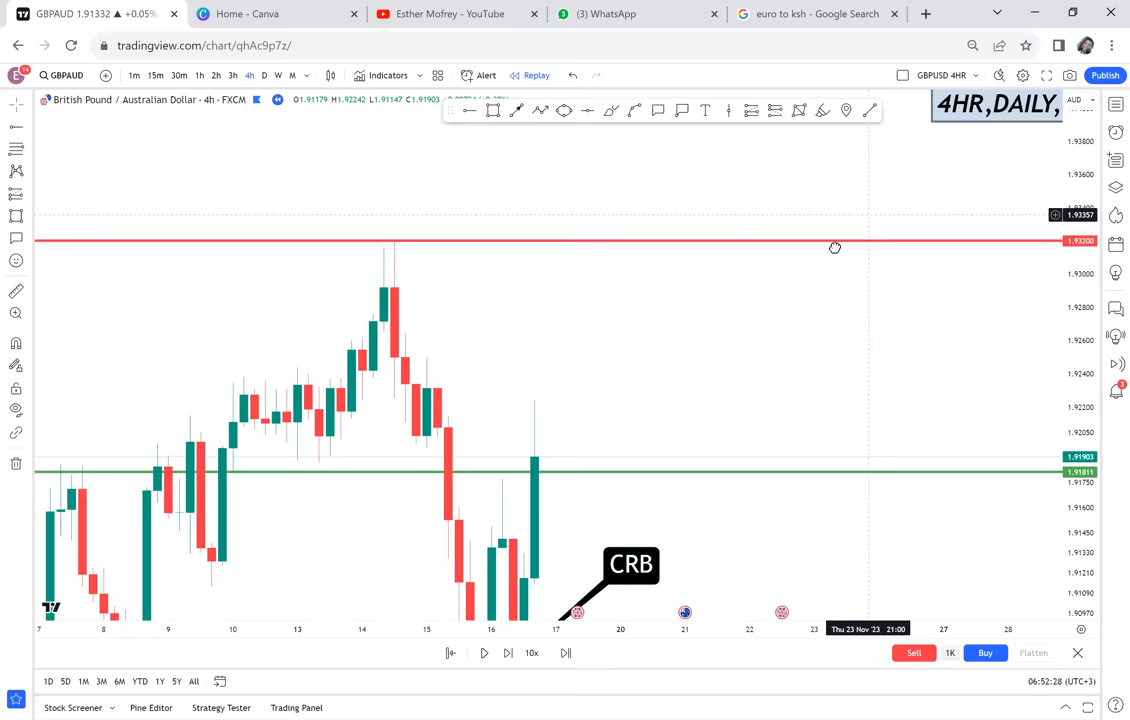 GBPAUD 1.91332 ▲ +0.05%
Home - Canva
Esther Mofrey - YouTube
(3) WhatsApp
euro to ksh - Google Search
tradingview.com/chart/qhAc9p7z/
E 14 GBPAUD 1m 15m 30m 1h 2h 3h 4h D W M Indicators Alert Replay GBPUSD 4HR Publish
British Pound / Australian Dollar · 4h · FXCM O1.91179 H1.92242 L1.91147 C1.91903
4HR,DAILY,
AUD
1.93800
1.93600
1.93357
1.93200
1.93000
1.92800
1.92600
1.92400
1.92200
1.92050
1.91903
1.91811
1.91750
1.91600
1.91450
1.91330
1.91210
1.91090
1.90970
3
CRB
7 8 9 10 13 14 15 16 17 20 21 22 23 Thu 23 Nov '23 21:00 27 28
10x
Sell 1K Buy Flatten
1D 5D 1M 3M 6M YTD 1Y 5Y All
06:52:28 (UTC+3)
Stock Screener Pine Editor Strategy Tester Trading Panel